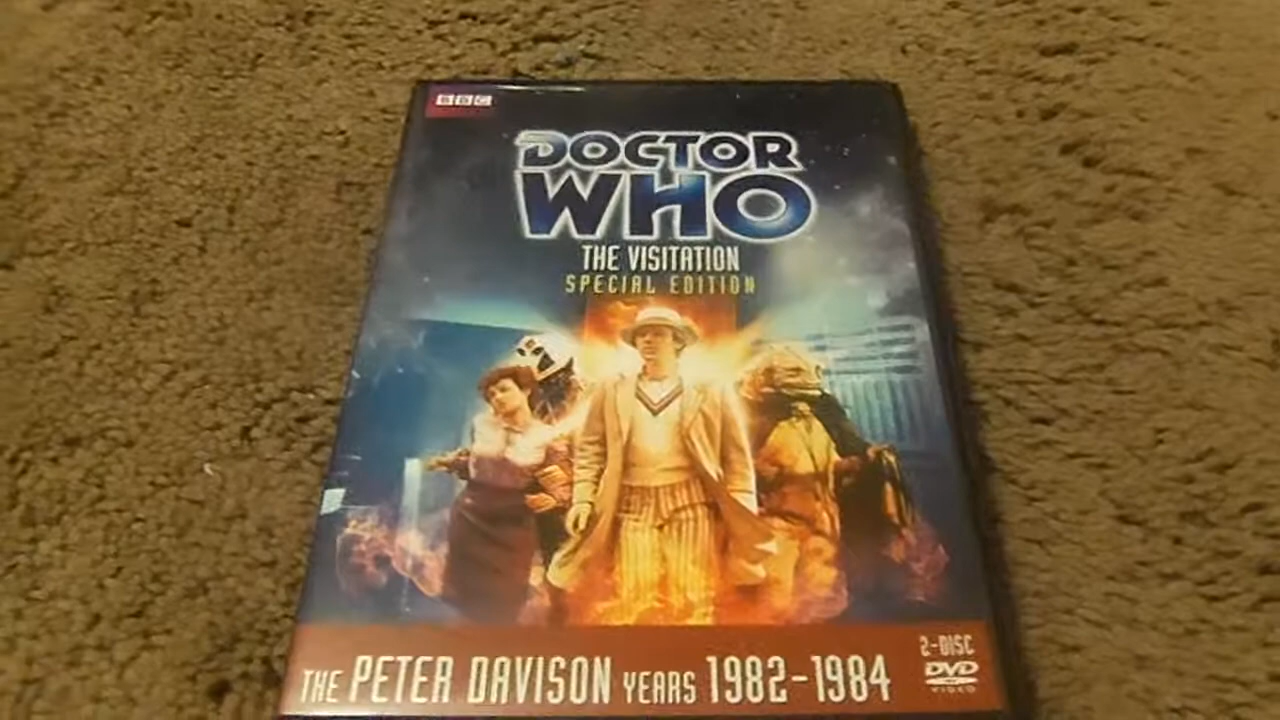 BBC
DOCTOR
WHO
THE VISITATION
SPECIAL EDITION
2-DISC
DVD
VIDEO
THE PETER DAVISON YEARS 1982-1984